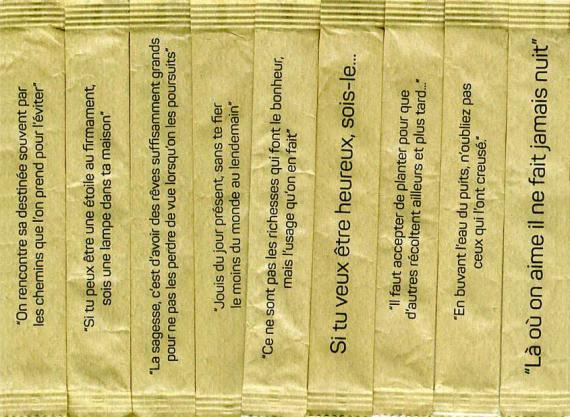 "On rencontre sa destinée souvent par
les chemins que l'on prend pour l'éviter"
"Si tu peux être une étoile au firmament,
sois une lampe dans ta maison"
"La sagesse, c'est d'avoir des rêves suffisamment grands
pour ne pas les perdre de vue lorsqu'on les poursuits"
"Jouis du jour présent, sans te fier
le moins du monde au lendemain"
"Ce ne sont pas les richesses qui font le bonheur,
mais l'usage qu'on en fait"
Si tu veux être heureux, sois-le...
"Il faut accepter de planter pour que
d'autres récoltent ailleurs et plus tard..."
"En buvant l'eau du puits, n'oubliez pas
ceux qui l'ont creusé."
"Là où on aime il ne fait jamais nuit"